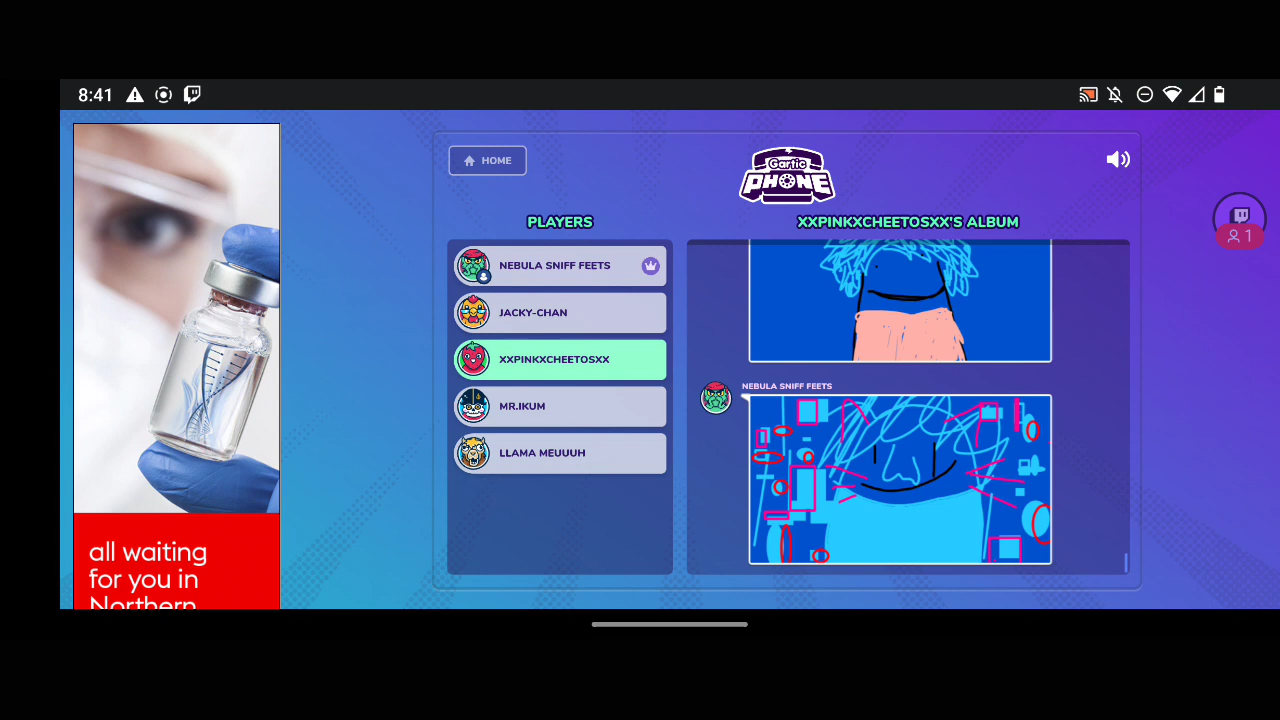 8:41
HOME
Gartic
PHONE
PLAYERS
XXPINKXCHEETOSXX'S ALBUM
NEBULA SNIFF FEETS
JACKY-CHAN
XXPINKXCHEETOSXX
MR.IKUM
LLAMA MEUUUH
NEBULA SNIFF FEETS
1
all waiting
for you in
Northern